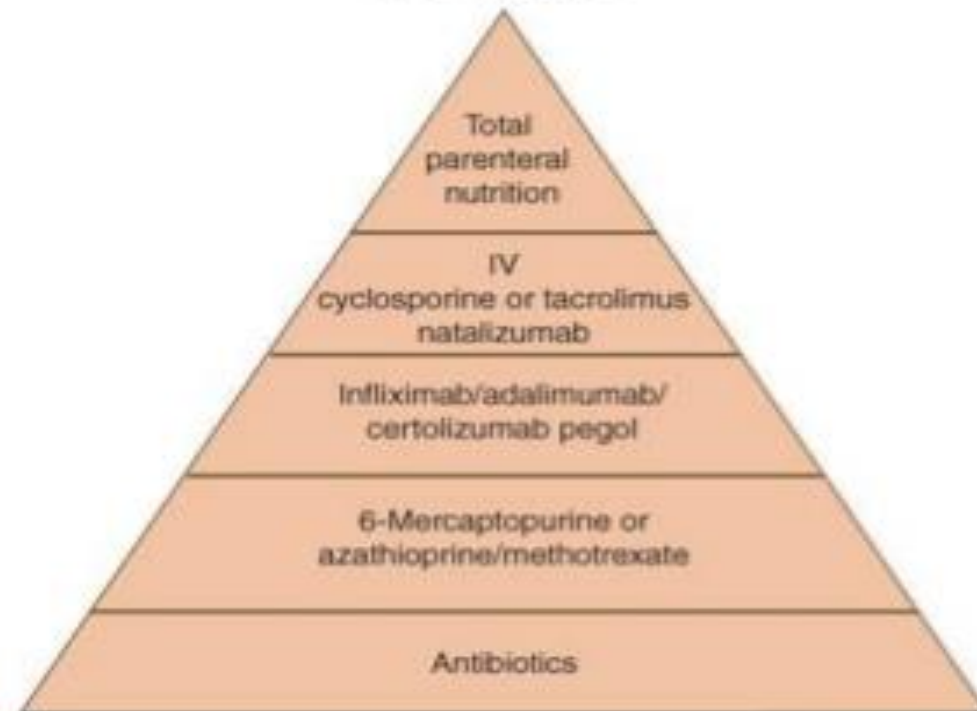 Total
parenteral
nutrition
IV
cyclosporine or tacrolimus
natalizumab
Infliximab/adalimumab/
certolizumab pegol
6-Mercaptopurine or
azathioprine/methotrexate
Antibiotics